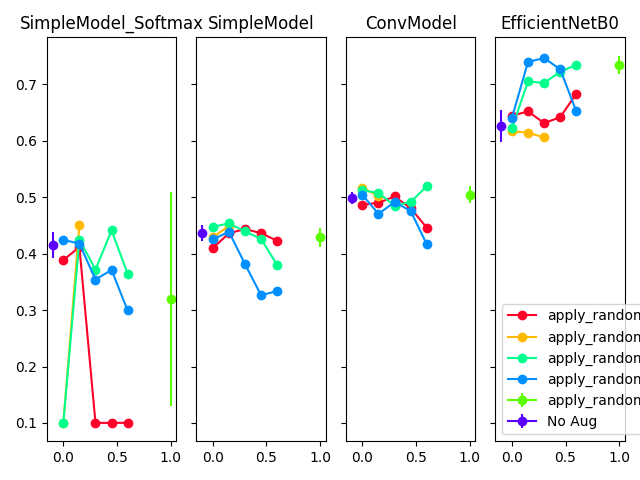 SimpleModel_Softmax SimpleModel ConvModel EfficientNetB0
0.7
0.6
0.5
0.4
0.3
0.2
0.1
0.0 0.5 1.0 0.0 0.5 1.0 0.0 0.5 1.0 0.0 0.5 1.0
apply_random
apply_random
apply_random
apply_random
apply_random
No Aug